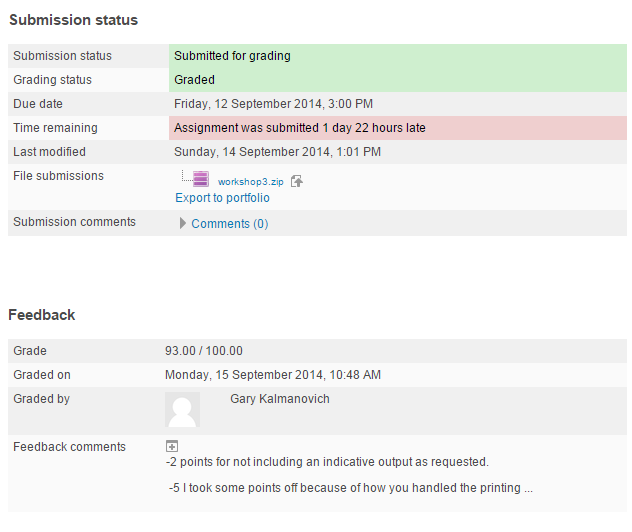 Submission status
Submission status Submitted for grading
Grading status Graded
Due date Friday, 12 September 2014, 3:00 PM
Time remaining Assignment was submitted 1 day 22 hours late
Last modified Sunday, 14 September 2014, 1:01 PM
File submissions workshop3.zip
Export to portfolio
Submission comments Comments (0)
Feedback
Grade 93.00 / 100.00
Graded on Monday, 15 September 2014, 10:48 AM
Graded by Gary Kalmanovich
Feedback comments
-2 points for not including an indicative output as requested.
-5 I took some points off because of how you handled the printing ...